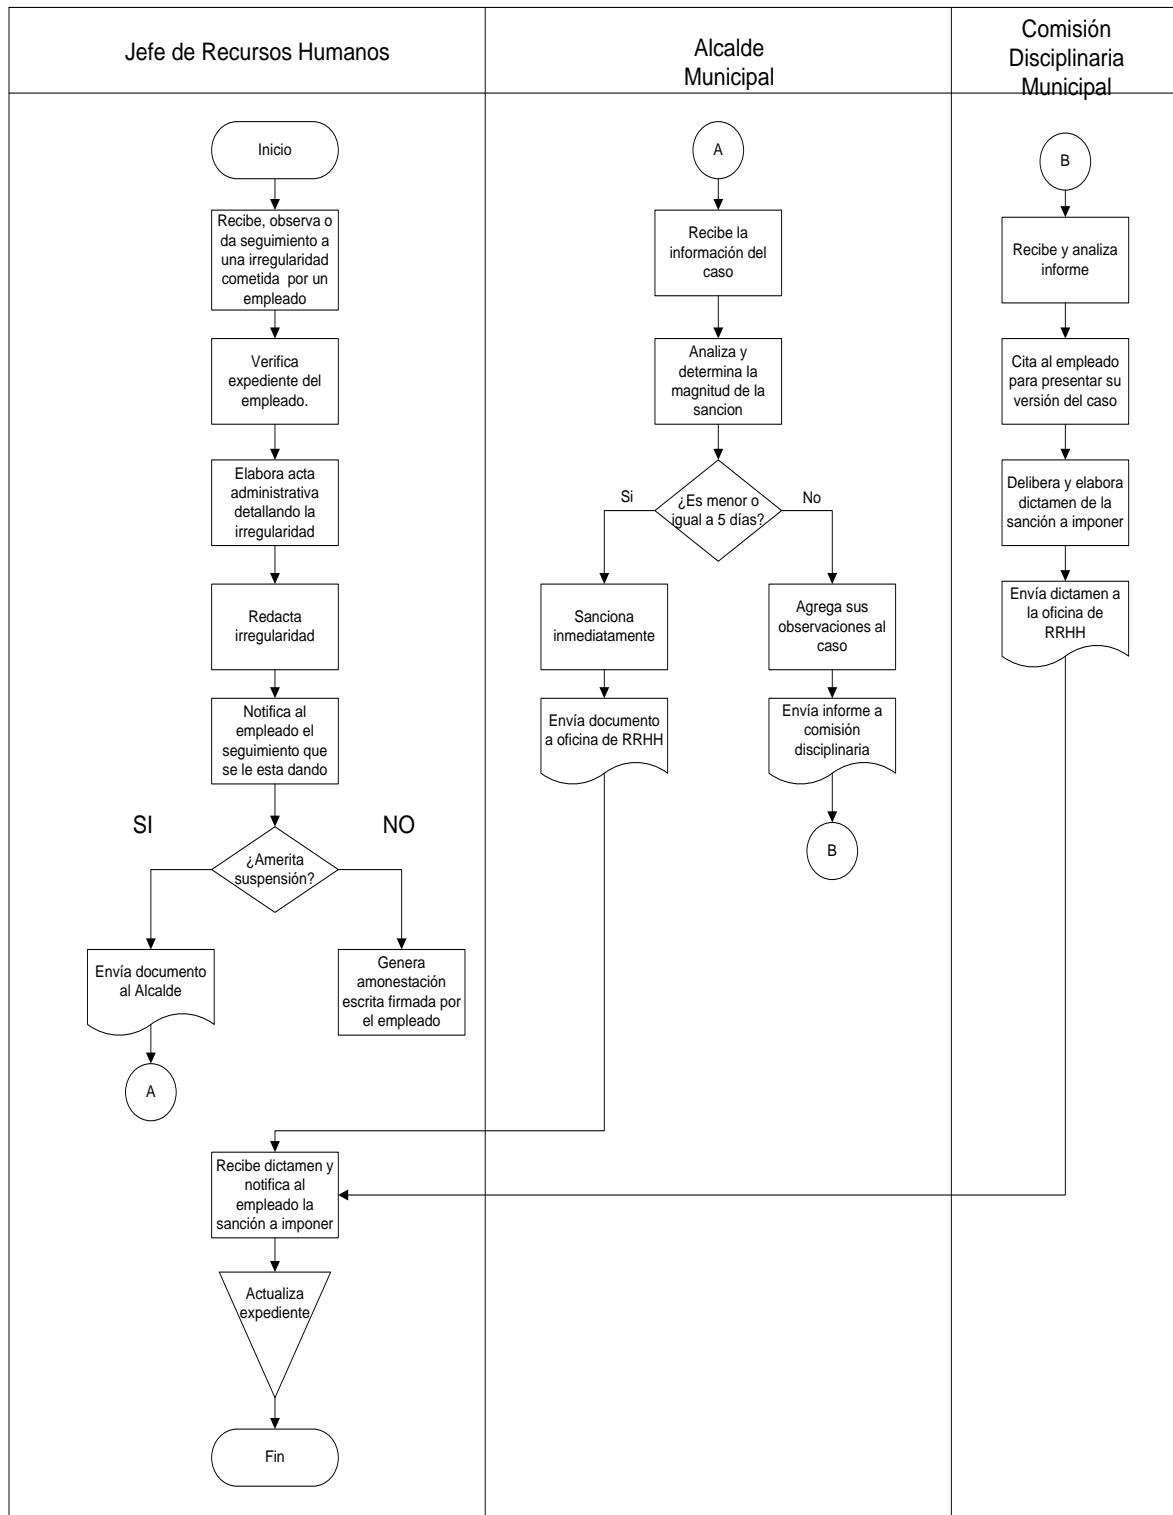 Jefe de Recursos Humanos
Alcalde
Municipal
Comisión
Disciplinaria
Municipal
Inicio
Recibe, observa o
da seguimiento a
una irregularidad
cometida por un
empleado
Verifica
expediente del
empleado.
Elabora acta
administrativa
detallando la
irregularidad
Redacta
irregularidad
Notifica al
empleado el
seguimiento que
se le esta dando
SI
NO
¿Amerita
suspensión?
Envía documento
al Alcalde
Genera
amonestación
escrita firmada por
el empleado
A
Recibe dictamen y
notifica al
empleado la
sanción a imponer
Actualiza
expediente
Fin
A
Recibe la
información del
caso
Analiza y
determina la
magnitud de la
sancion
Si
¿Es menor o
igual a 5 días?
No
Sanciona
inmediatamente
Agrega sus
observaciones al
caso
Envía documento
a oficina de RRHH
Envía informe a
comisión
disciplinaria
B
B
Recibe y analiza
informe
Cita al empleado
para presentar su
versión del caso
Delibera y elabora
dictamen de la
sanción a imponer
Envía dictamen a
la oficina de
RRHH